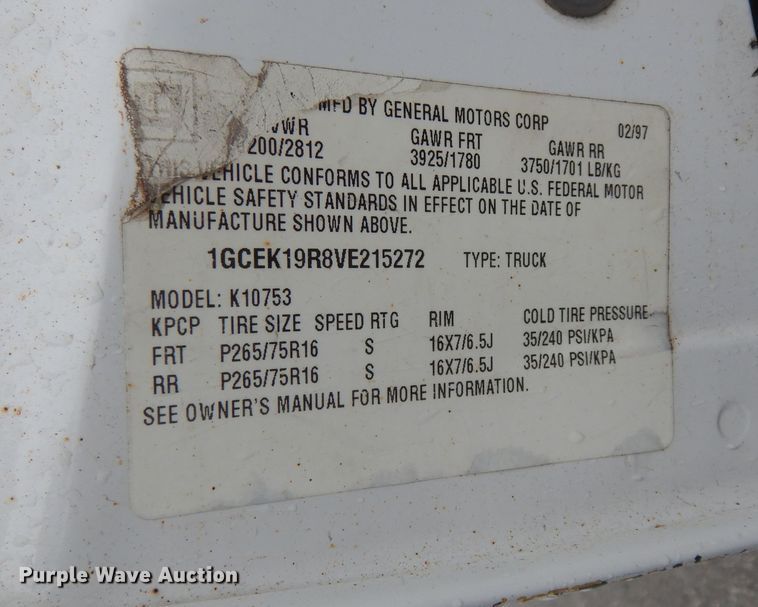 MFD BY GENERAL MOTORS CORP 02/97
VWR GAWR FRT GAWR RR
200/2812 3925/1780 3750/1701 LB/KG
THIS VEHICLE CONFORMS TO ALL APPLICABLE U.S. FEDERAL MOTOR
VEHICLE SAFETY STANDARDS IN EFFECT ON THE DATE OF
MANUFACTURE SHOWN ABOVE.
1GCEK19R8VE215272 TYPE: TRUCK
MODEL: K10753
KPCP TIRE SIZE SPEED RTG RIM COLD TIRE PRESSURE
FRT P265/75R16 S 16X7/6.5J 35/240 PSI/KPA
RR P265/75R16 S 16X7/6.5J 35/240 PSI/KPA
SEE OWNER'S MANUAL FOR MORE INFORMATION.
Purple Wave Auction